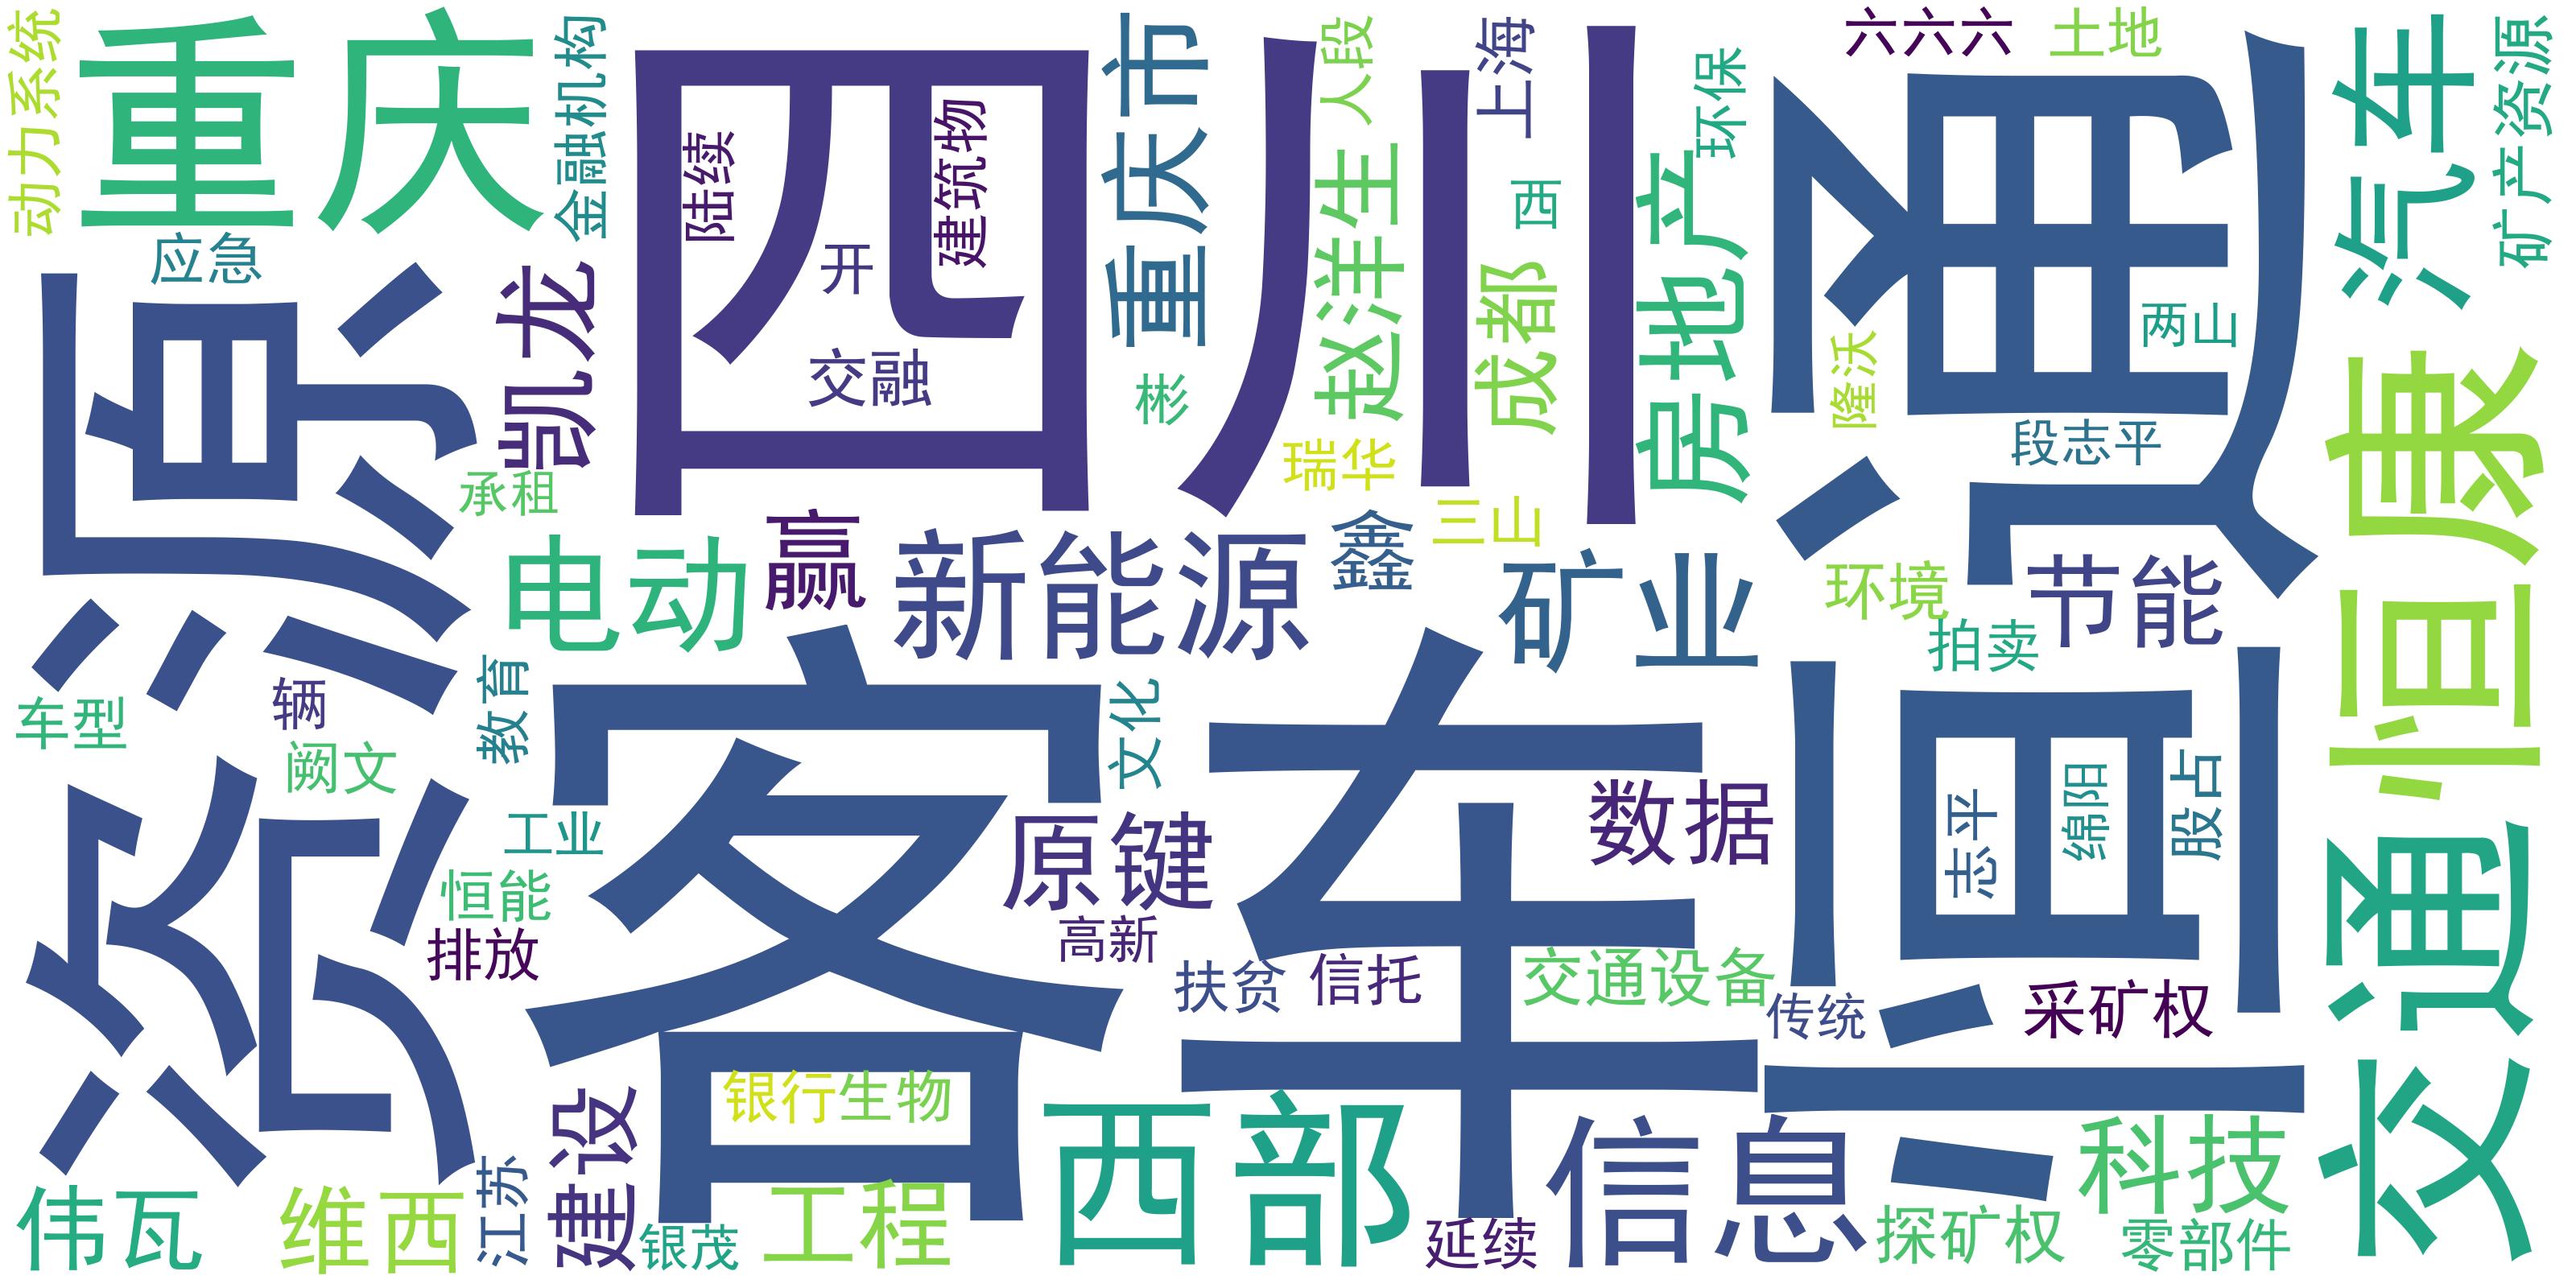 动力系统
重庆
金融机构
四川
陆续
建筑物
开
交融
重庆市
人段
赵洋生
上海
西
成都
环保
房地产
六六六
土地
汽车
矿产资源
应急
资源
凯龙
承租
彬
瑞华
三山
鑫
隆沃
两山
段志平
恒通
恒康
电动
赢
新能源
矿业
环境
拍卖
节能
车型
辆
阙文
教育
客车
文化
工业
恒能
排放
原键
高新
数据
扶贫
信托
交通设备
传统
志平
绵阳
股占
采矿权
交通
银行
生物
伟瓦
维西
江苏
建设
银茂
工程
西部
延续
信息
探矿权
科技
零部件